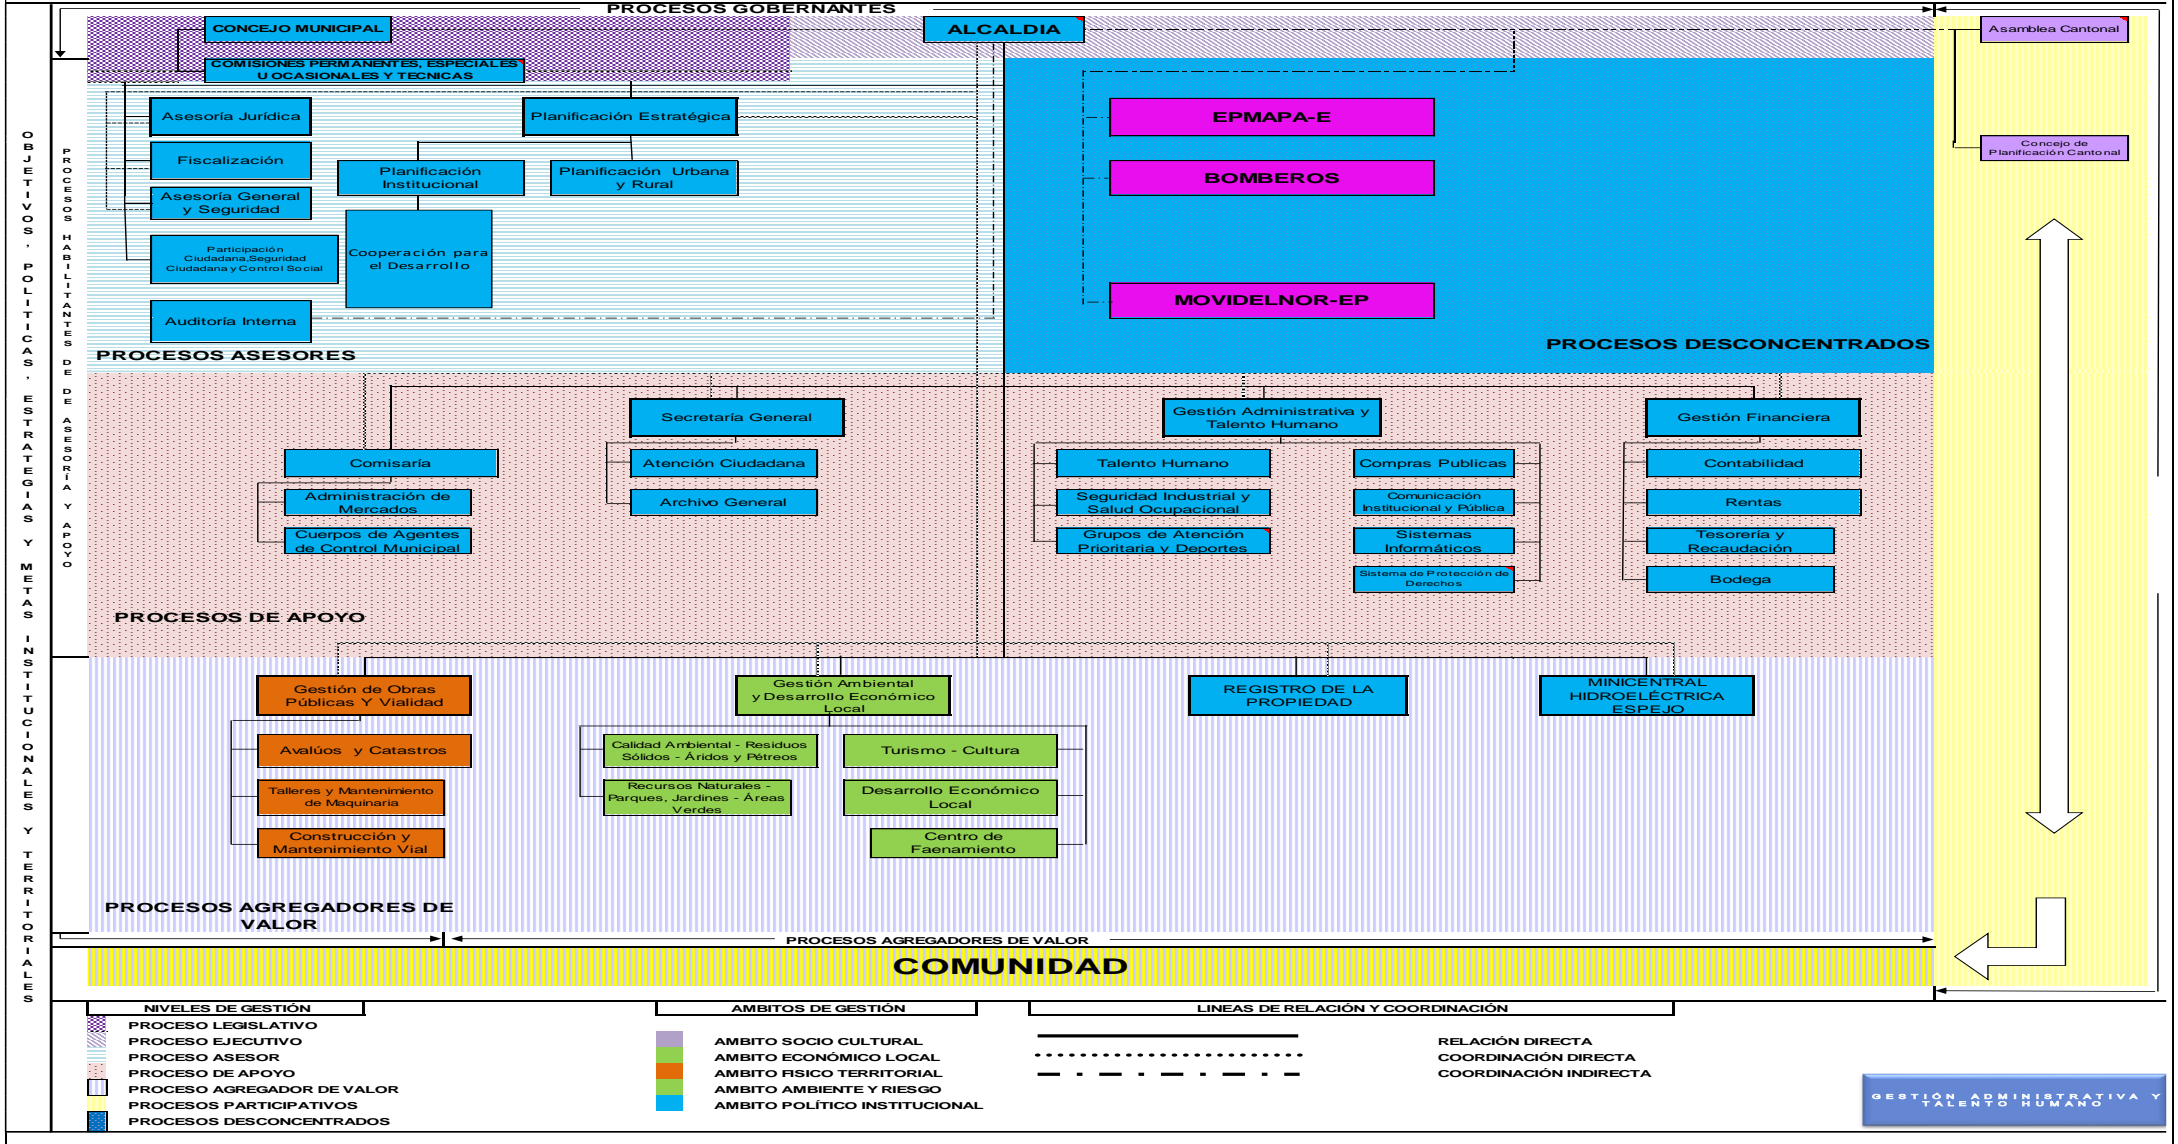 PROCESOS GOBERNANTES
CONCEJO MUNICIPAL
ALCALDIA
Asamblea Cantonal
COMISIONES PERMANENTES, ESPECIALES
U OCASIONALES Y TECNICAS
Asesoría Jurídica
Planificación Estratégica
EPMAPA-E
Concejo de
Planificación Cantonal
Fiscalización
Planificación
Institucional
Planificación Urbana
y Rural
BOMBEROS
Asesoría General
y Seguridad
Participación
Ciudadana,Seguridad
Ciudadana y Control Social
Cooperación para
el Desarrollo
MOVIDELNOR-EP
Auditoría Interna
PROCESOS ASESORES
PROCESOS DESCONCENTRADOS
OBJETIVOS, POLITICAS, ESTRATEGIAS Y METAS INSTITUCIONALES Y TERRITORIALES
PROCESOS HABILITANTES DE DE ASESORÍA Y APOYO
Secretaría General
Gestión Administrativa y
Talento Humano
Gestión Financiera
Comisaría
Atención Ciudadana
Talento Humano
Compras Publicas
Contabilidad
Administración de
Mercados
Archivo General
Seguridad Industrial y
Salud Ocupacional
Comunicación
Institucional y Pública
Rentas
Cuerpos de Agentes
de Control Municipal
Grupos de Atención
Prioritaria y Deportes
Sistemas
Informáticos
Tesorería y
Recaudación
Sistema de Protección de
Derechos
Bodega
PROCESOS DE APOYO
Gestión de Obras
Públicas Y Vialidad
Gestión Ambiental
y Desarrollo Económico
Local
REGISTRO DE LA
PROPIEDAD
MINICENTRAL
HIDROELÉCTRICA
ESPEJO
Avalúos y Catastros
Calidad Ambiental - Residuos
Sólidos - Áridos y Pétreos
Turismo - Cultura
Talleres y Mantenimiento
de Maquinaria
Recursos Naturales -
Parques, Jardines - Áreas
Verdes
Desarrollo Económico
Local
Construcción y
Mantenimiento Vial
Centro de
Faenamiento
PROCESOS AGREGADORES DE
VALOR
PROCESOS AGREGADORES DE VALOR
COMUNIDAD
NIVELES DE GESTIÓN
PROCESO LEGISLATIVO
PROCESO EJECUTIVO
PROCESO ASESOR
PROCESO DE APOYO
PROCESO AGREGADOR DE VALOR
PROCESOS PARTICIPATIVOS
PROCESOS DESCONCENTRADOS
AMBITOS DE GESTIÓN
AMBITO SOCIO CULTURAL
AMBITO ECONÓMICO LOCAL
AMBITO FISICO TERRITORIAL
AMBITO AMBIENTE Y RIESGO
AMBITO POLÍTICO INSTITUCIONAL
LINEAS DE RELACIÓN Y COORDINACIÓN
RELACIÓN DIRECTA
COORDINACIÓN DIRECTA
COORDINACIÓN INDIRECTA
GESTIÓN ADMINISTRATIVA Y
TALENTO HUMANO